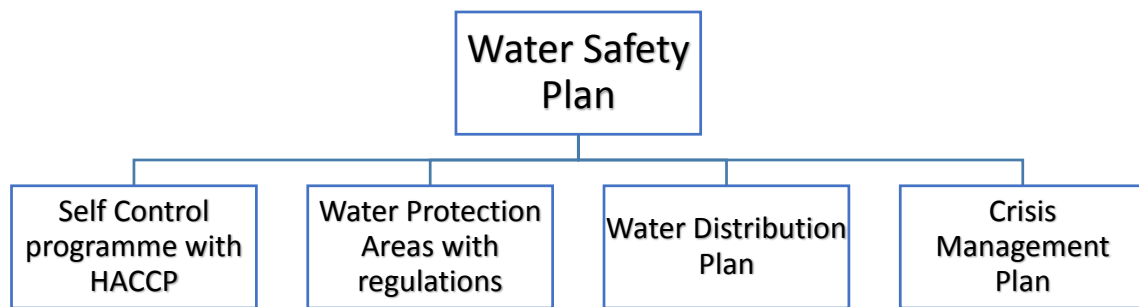 Water Safety
Plan
Self Control
programme with
HACCP
Water Protection
Areas with
regulations
Water Distribution
Plan
Crisis
Management
Plan